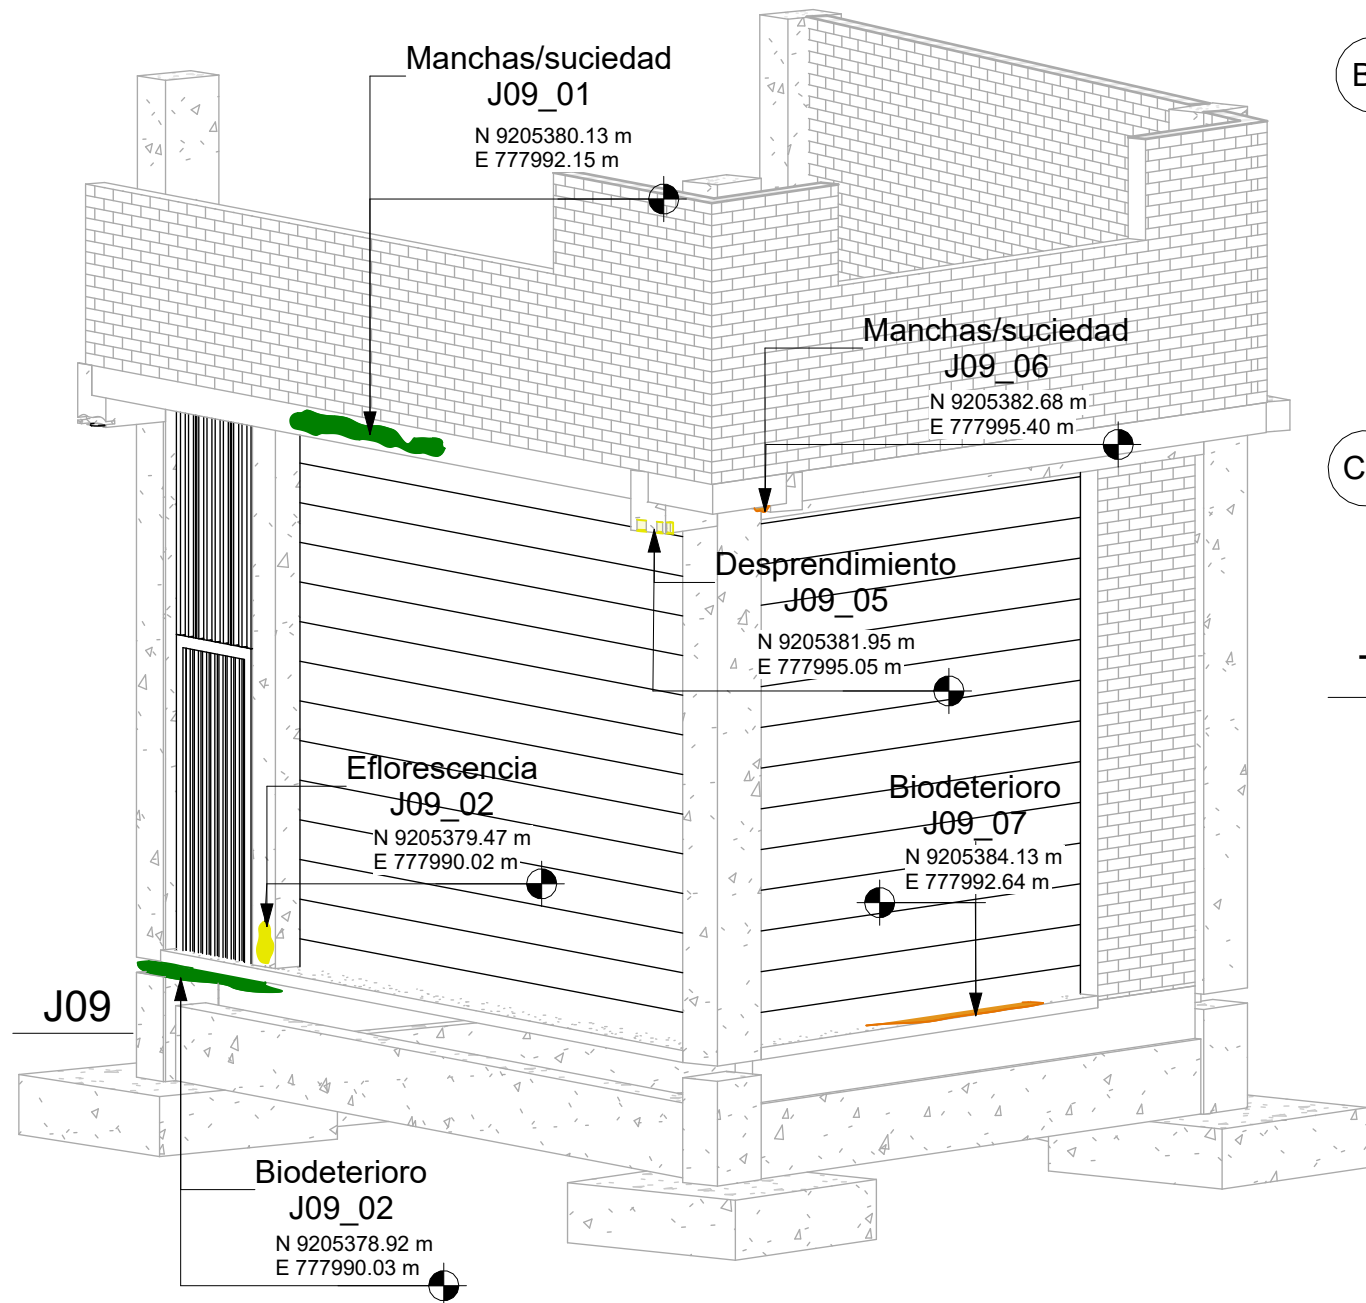 Manchas/suciedad
J09_01
N 9205380.13 m
E 777992.15 m
Manchas/suciedad
J09_06
N 9205382.68 m
E 777995.40 m
Desprendimiento
J09_05
N 9205381.95 m
E 777995.05 m
Eflorescencia
J09_02
N 9205379.47 m
E 777990.02 m
Biodeterioro
J09_07
N 9205384.13 m
E 777992.64 m
J09
Biodeterioro
J09_02
N 9205378.92 m
E 777990.03 m
C